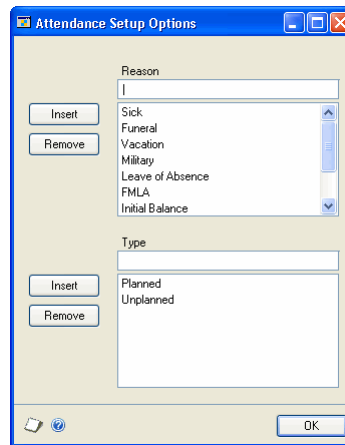 Attendance Setup Options
Reason
Insert
Remove
Sick
Funeral
Vacation
Military
Leave of Absence
FMLA
Initial Balance
Type
Insert
Remove
Planned
Unplanned
OK